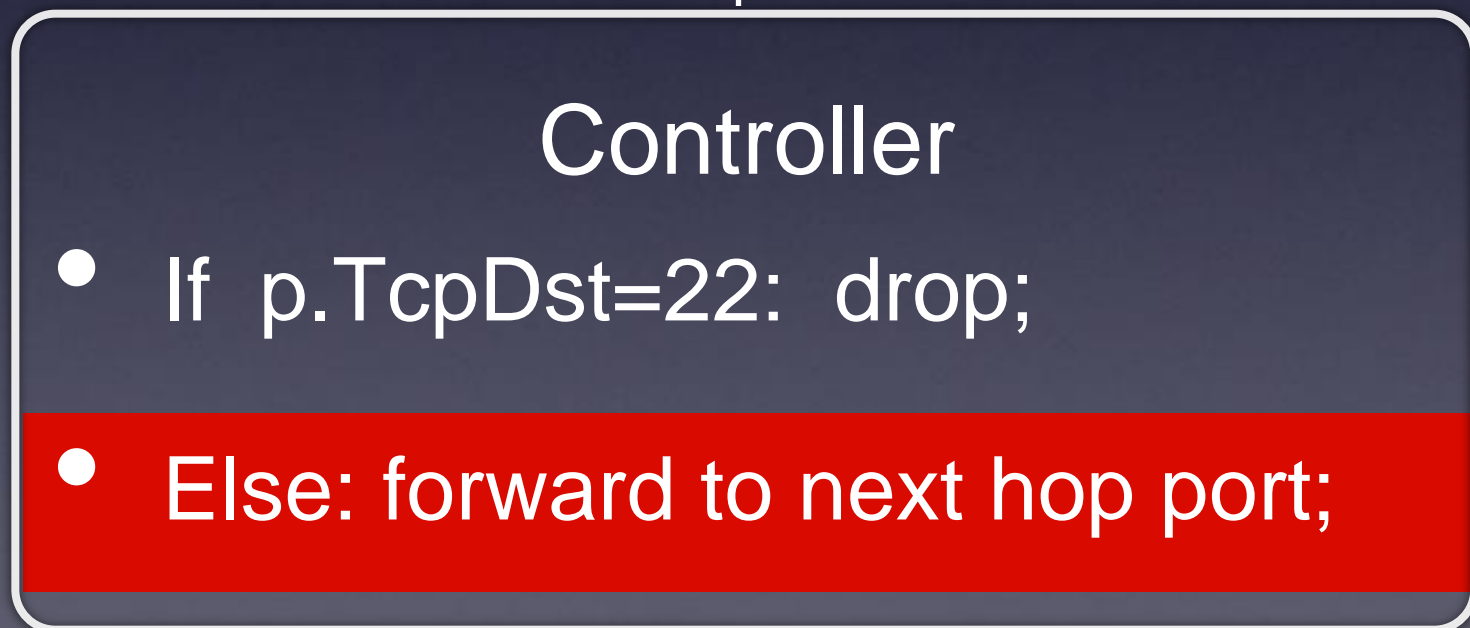 Controller
• If p.TcpDst=22: drop;
• Else: forward to next hop port;